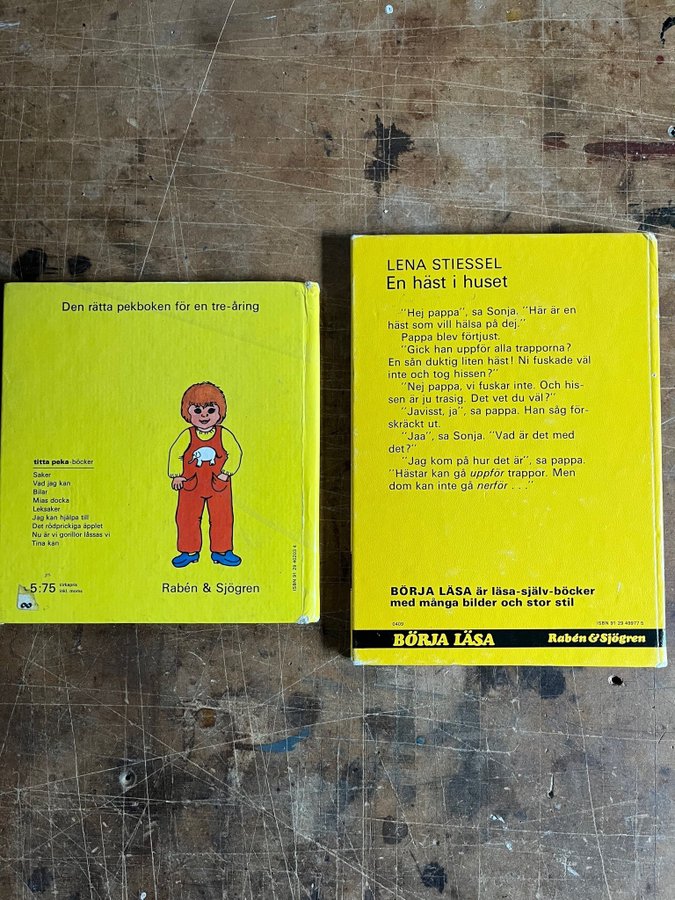 Den rätta pekboken för en tre-åring
titta peka-böcker
Saker
Vad jag kan
Bilar
Mias docka
Leksaker
Jag kan hjälpa till
Det rödprickiga äpplet
Nu är vi gorillor låssas vi
Tina kan
5:75 cirkapris
inkl. moms
Rabén & Sjögren
LENA STIESSEL
En häst i huset
"Hej pappa", sa Sonja. "Här är en
häst som vill hälsa på dej."
Pappa blev förtjust.
"Gick han uppför alla trapporna?
En sån duktig liten häst! Ni fuskade väl
inte och tog hissen?"
"Nej pappa, vi fuskar inte. Och his-
sen är ju trasig. Det vet du väl?"
"Javisst, ja", sa pappa. Han såg för-
skräckt ut.
"Jaa", sa Sonja. "Vad är det med
det?"
"Jag kom på hur det är", sa pappa.
"Hästar kan gå uppför trappor. Men
dom kan inte gå nerför . . ."
BÖRJA LÄSA är läsa-själv-böcker
med många bilder och stor stil
0409
BÖRJA LÄSA
Rabén & Sjögren